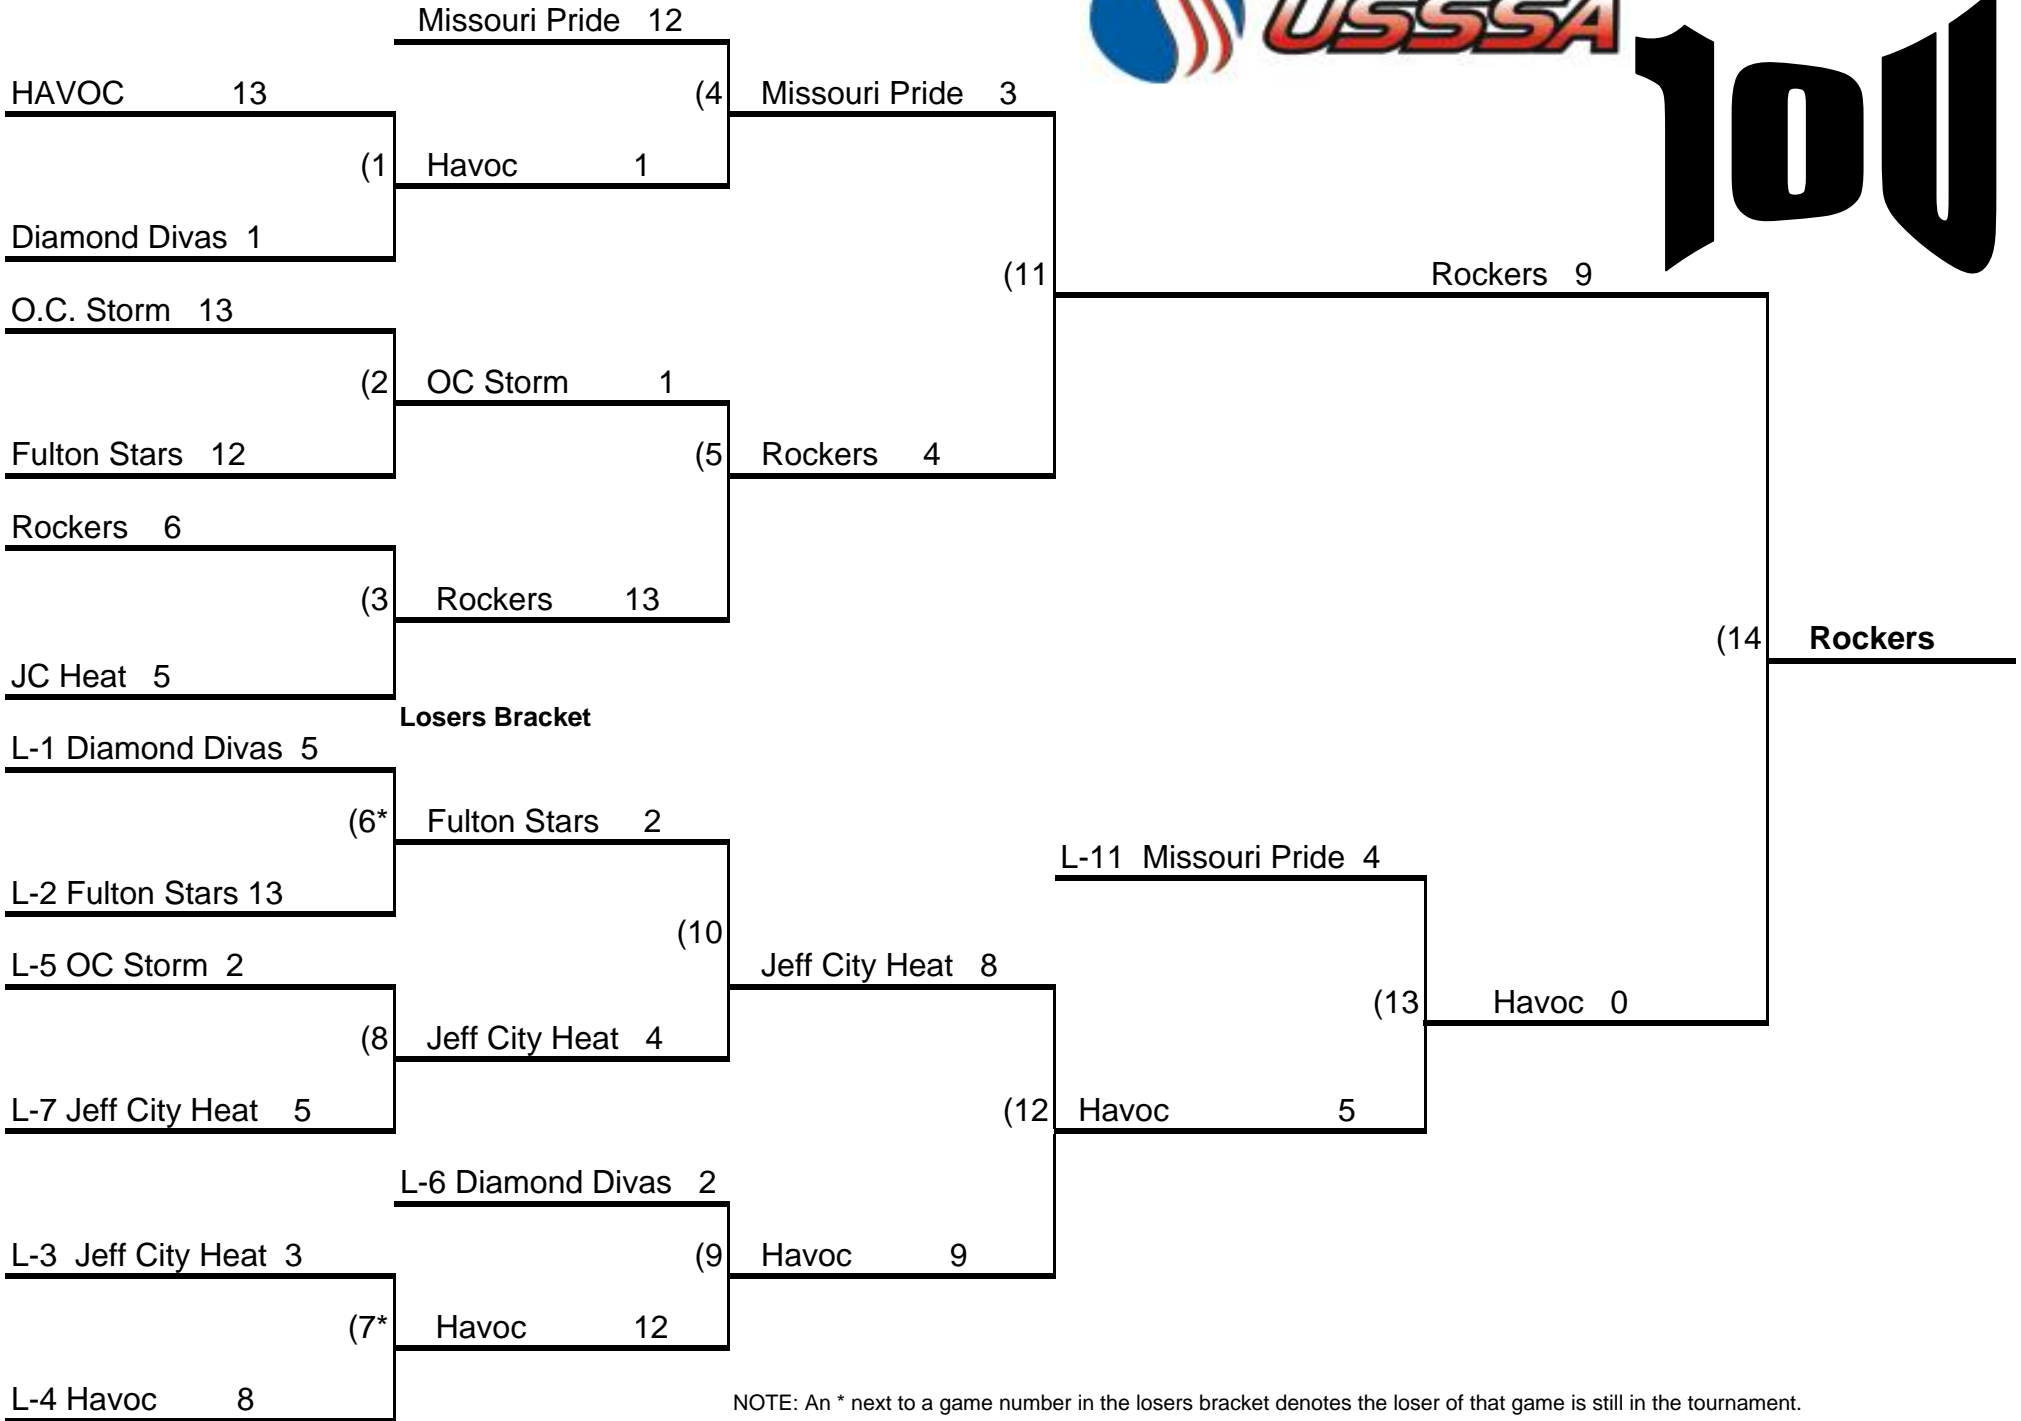 Missouri Pride 12
USSSA
10U
HAVOC 13
(4 Missouri Pride 3
(1 Havoc 1
Diamond Divas 1
(11 Rockers 9
O.C. Storm 13
(2 OC Storm 1
Fulton Stars 12
(5 Rockers 4
Rockers 6
(3 Rockers 13
(14 Rockers
JC Heat 5
Losers Bracket
L-1 Diamond Divas 5
(6* Fulton Stars 2
L-11 Missouri Pride 4
L-2 Fulton Stars 13
(10
L-5 OC Storm 2
Jeff City Heat 8
(13 Havoc 0
(8 Jeff City Heat 4
L-7 Jeff City Heat 5
(12 Havoc 5
L-6 Diamond Divas 2
L-3 Jeff City Heat 3
(9 Havoc 9
(7* Havoc 12
L-4 Havoc 8
NOTE: An * next to a game number in the losers bracket denotes the loser of that game is still in the tournament.